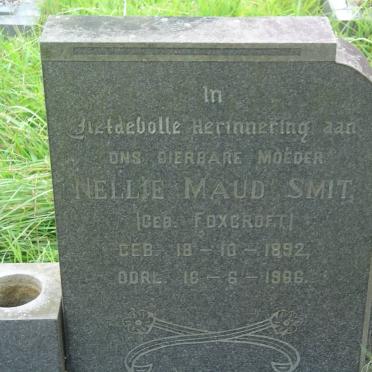 In
Liefdevolle Herinnering aan
ONS DIERBARE MOEDER
NELLIE MAUD SMIT,
(GEB. FOXCROFT)
GEB. 19 – 10 – 1892,
OORL. 16 – 6 – 1966.